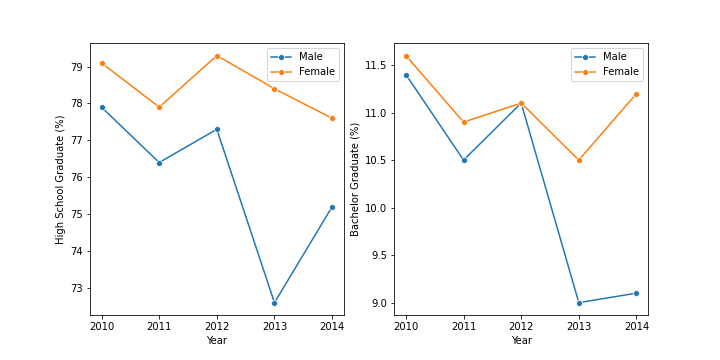 Male
Female
79
78
77
76
75
74
73
High School Graduate (%)
2010
2011
2012
2013
2014
Year
Male
Female
11.5
11.0
10.5
10.0
9.5
9.0
Bachelor Graduate (%)
2010
2011
2012
2013
2014
Year